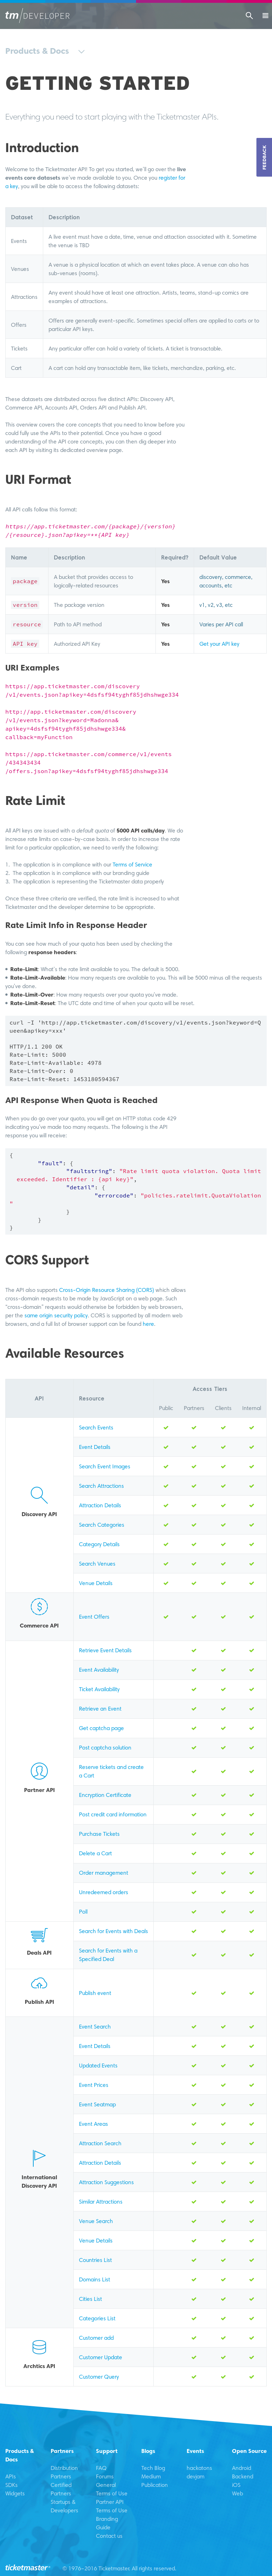 tm/DEVELOPER
Products & Docs
GETTING STARTED
Everything you need to start playing with the Ticketmaster APIs.
FEEDBACK
Introduction
Welcome to the Ticketmaster API! To get you started, we'll go over the live
events core datasets we've made available to you. Once you register for
a key, you will be able to access the following datasets:
Dataset Description
Events A live event must have a date, time, venue and attraction associated with it. Sometime
the venue is TBD
Venues A venue is a physical location at which an event takes place. A venue can also has
sub-venues (rooms).
Attractions Any event should have at least one attraction. Artists, teams, stand-up comics are
examples of attractions.
Offers Offers are generally event-specific. Sometimes special offers are applied to carts or to
particular API keys.
Tickets Any particular offer can hold a variety of tickets. A ticket is transactable.
Cart A cart could hold any transactable item, like tickets, merchandize, parking, etc.
These datasets are distributed across five distinct APIs: Discovery API,
Commerce API, Accounts API, Orders API and Publish API.
This overview covers the core concepts that you need to know before you
could fully use the APIs to their potential. Once you have a good
understanding of the API core concepts, you can then dig deeper into
each API by visiting its dedicated overview page.
URI Format
All API calls follow this format:
https://app.ticketmaster.com/{package}/{version}
/{resource}.json?apikey=**{API key}
Name Description Required? Default Value
package A bucket that provides access to
logically-related resources Yes discovery, commerce,
accounts, etc
version The package version Yes v1, v2, v3, etc
resource Path to API method Yes Varies per API call
API key Authorized API Key Yes Get your API key
URI Examples
https://app.ticketmaster.com/discovery
/v1/events.json?apikey=4dsfsf94tyghf85jdhshwge334
http://app.ticketmaster.com/discovery
/v1/events.json?keyword=Madonna&
apikey=4dsfsf94tyghf85jdhshwge334&
callback=myFunction
https://app.ticketmaster.com/commerce/v1/events
/434343434
/offers.json?apikey=4dsfsf94tyghf85jdhshwge334
Rate Limit
All API keys are issued with a default quota of 5000 API calls/day. We do
increase rate limits on case-by-case basis. In order to increase the rate
limit for a particular application, we need to verify the following:
1. The application is in compliance with our Terms of Service
2. The application is in compliance with our branding guide
3. The application is representing the Ticketmaster data properly
Once these three criteria are verified, the rate limit is increased to what
Ticketmaster and the developer determine to be appropriate.
Rate Limit Info in Response Header
You can see how much of your quota has been used by checking the
following response headers:
• Rate-Limit: What's the rate limit available to you. The default is 5000.
• Rate-Limit-Available: How many requests are available to you. This will be 5000 minus all the requests
you've done.
• Rate-Limit-Over: How many requests over your quota you've made.
• Rate-Limit-Reset: The UTC date and time of when your quota will be reset.
curl -I 'http://app.ticketmaster.com/discovery/v1/events.json?keyword=Q
ueen&apikey=xxx'
HTTP/1.1 200 OK
Rate-Limit: 5000
Rate-Limit-Available: 4978
Rate-Limit-Over: 0
Rate-Limit-Reset: 1453180594367
API Response When Quota is Reached
When you do go over your quota, you will get an HTTP status code 429
indicating you've made too many requests. The following is the API
response you will receive:
{
"fault": {
"faultstring": "Rate limit quota violation. Quota limit
exceeded. Identifier : {api key}",
"detail": {
"errorcode": "policies.ratelimit.QuotaViolation
"
}
}
}
CORS Support
The API also supports Cross-Origin Resource Sharing (CORS) which allows
cross-domain requests to be made by JavaScript on a web page. Such
"cross-domain" requests would otherwise be forbidden by web browsers,
per the same origin security policy. CORS is supported by all modern web
browsers, and a full list of browser support can be found here.
Available Resources
API Resource Access Tiers
Public Partners Clients Internal
Discovery API
Search Events
Event Details
Search Event Images
Search Attractions
Attraction Details
Search Categories
Category Details
Search Venues
Venue Details
Commerce API
Event Offers
Partner API
Retrieve Event Details
Event Availability
Ticket Availability
Retrieve an Event
Get captcha page
Post captcha solution
Reserve tickets and create
a Cart
Encryption Certificate
Post credit card information
Purchase Tickets
Delete a Cart
Order management
Unredeemed orders
Poll
Deals API
Search for Events with Deals
Search for Events with a
Specified Deal
Publish API
Publish event
International
Discovery API
Event Search
Event Details
Updated Events
Event Prices
Event Seatmap
Event Areas
Attraction Search
Attraction Details
Attraction Suggestions
Similar Attractions
Venue Search
Venue Details
Countries List
Domains List
Cities List
Categories List
Archtics API
Customer add
Customer Update
Customer Query
Products &
Docs
APIs
SDKs
Widgets
Partners
Distribution
Partners
Certified
Partners
Startups &
Developers
Support
FAQ
Forums
General
Terms of Use
Partner API
Terms of Use
Branding
Guide
Contact us
Blogs
Tech Blog
Medium
Publication
Events
hackatons
devjam
Open Source
Android
Backend
iOS
Web
ticketmaster © 1976-2016 Ticketmaster. All rights reserved.